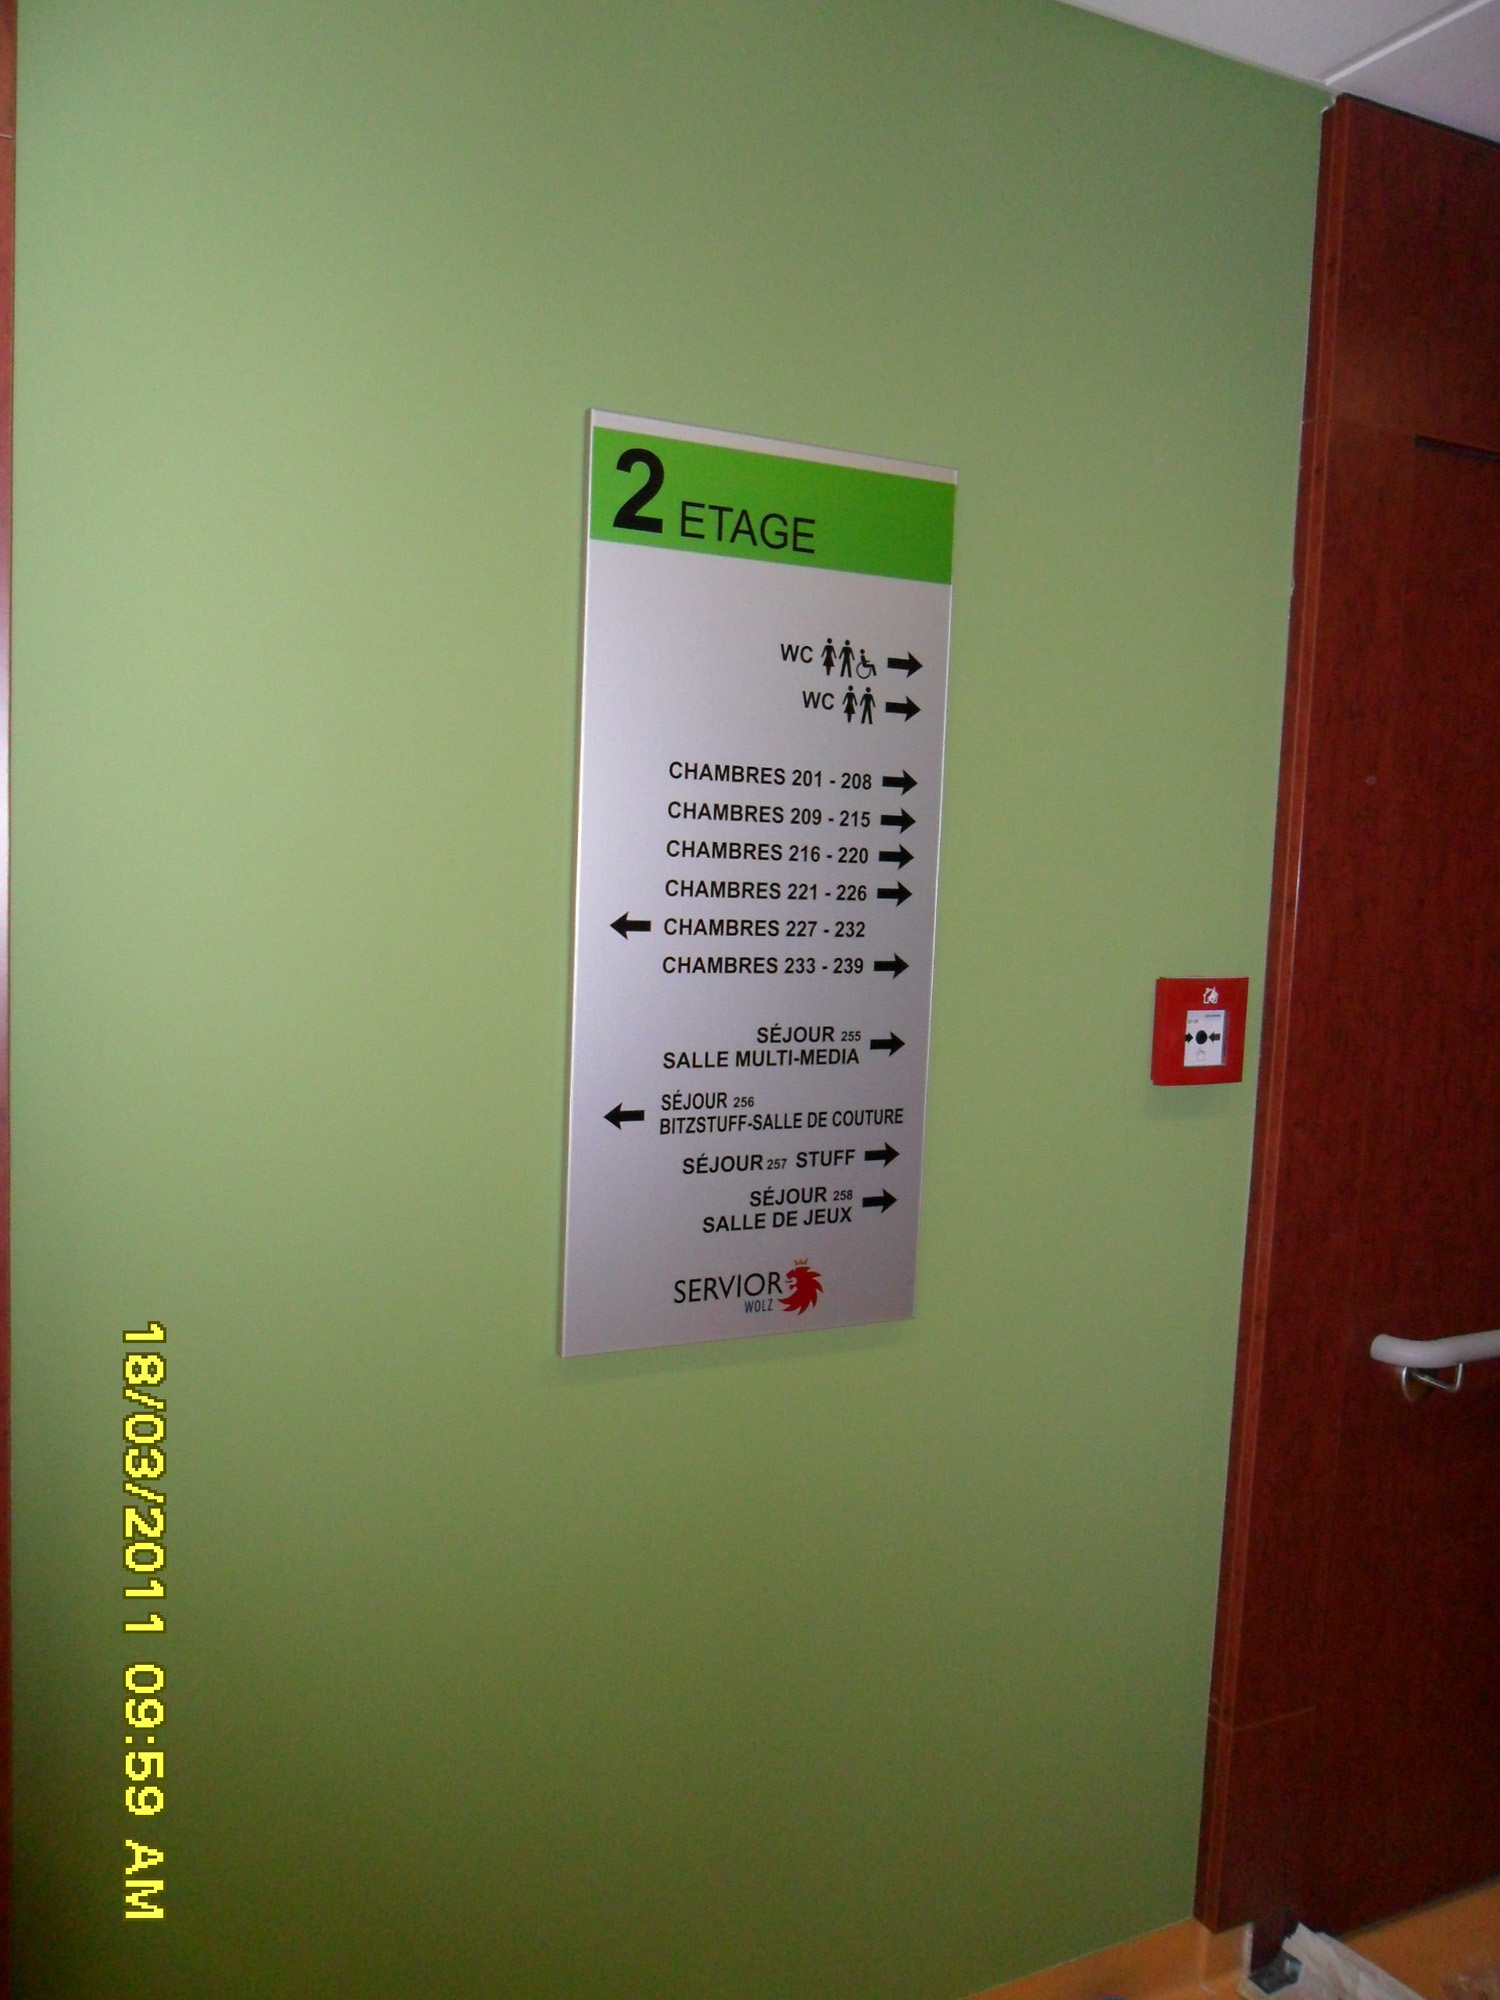 2 ETAGE
WC
WC
CHAMBRES 201 - 208
CHAMBRES 209 - 215
CHAMBRES 216 - 220
CHAMBRES 221 - 226
CHAMBRES 227 - 232
CHAMBRES 233 - 239
SÉJOUR 255
SALLE MULTI-MEDIA
SÉJOUR 256
BITZSTUFF-SALLE DE COUTURE
SÉJOUR 257 STUFF
SÉJOUR 258
SALLE DE JEUX
SERVIOR
WOLZ
18/03/2011 09:59 AM